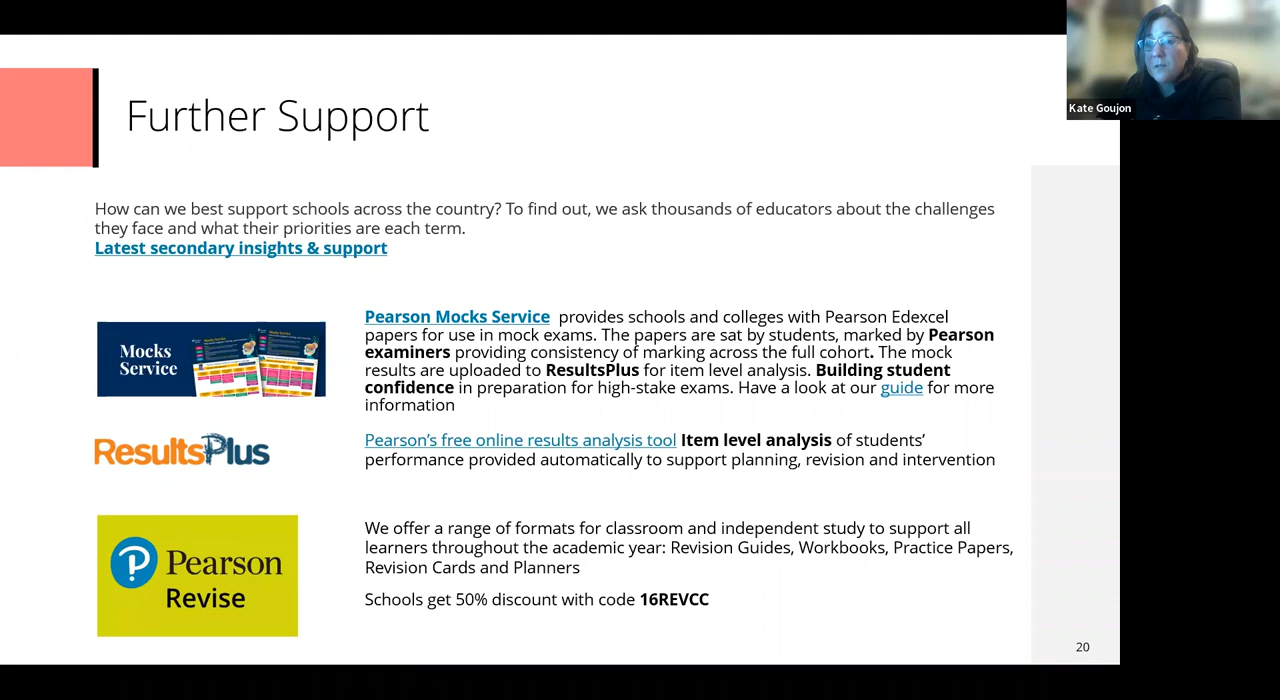 Kate Goujon
Further Support
How can we best support schools across the country? To find out, we ask thousands of educators about the challenges
they face and what their priorities are each term.
Latest secondary insights & support
Mocks
Service
Pearson Mocks Service provides schools and colleges with Pearson Edexcel
papers for use in mock exams. The papers are sat by students, marked by Pearson
examiners providing consistency of marking across the full cohort. The mock
results are uploaded to ResultsPlus for item level analysis. Building student
confidence in preparation for high-stake exams. Have a look at our guide for more
information
ResultsPlus
Pearson's free online results analysis tool Item level analysis of students'
performance provided automatically to support planning, revision and intervention
Pearson
Revise
We offer a range of formats for classroom and independent study to support all
learners throughout the academic year: Revision Guides, Workbooks, Practice Papers,
Revision Cards and Planners
Schools get 50% discount with code 16REVCC
20